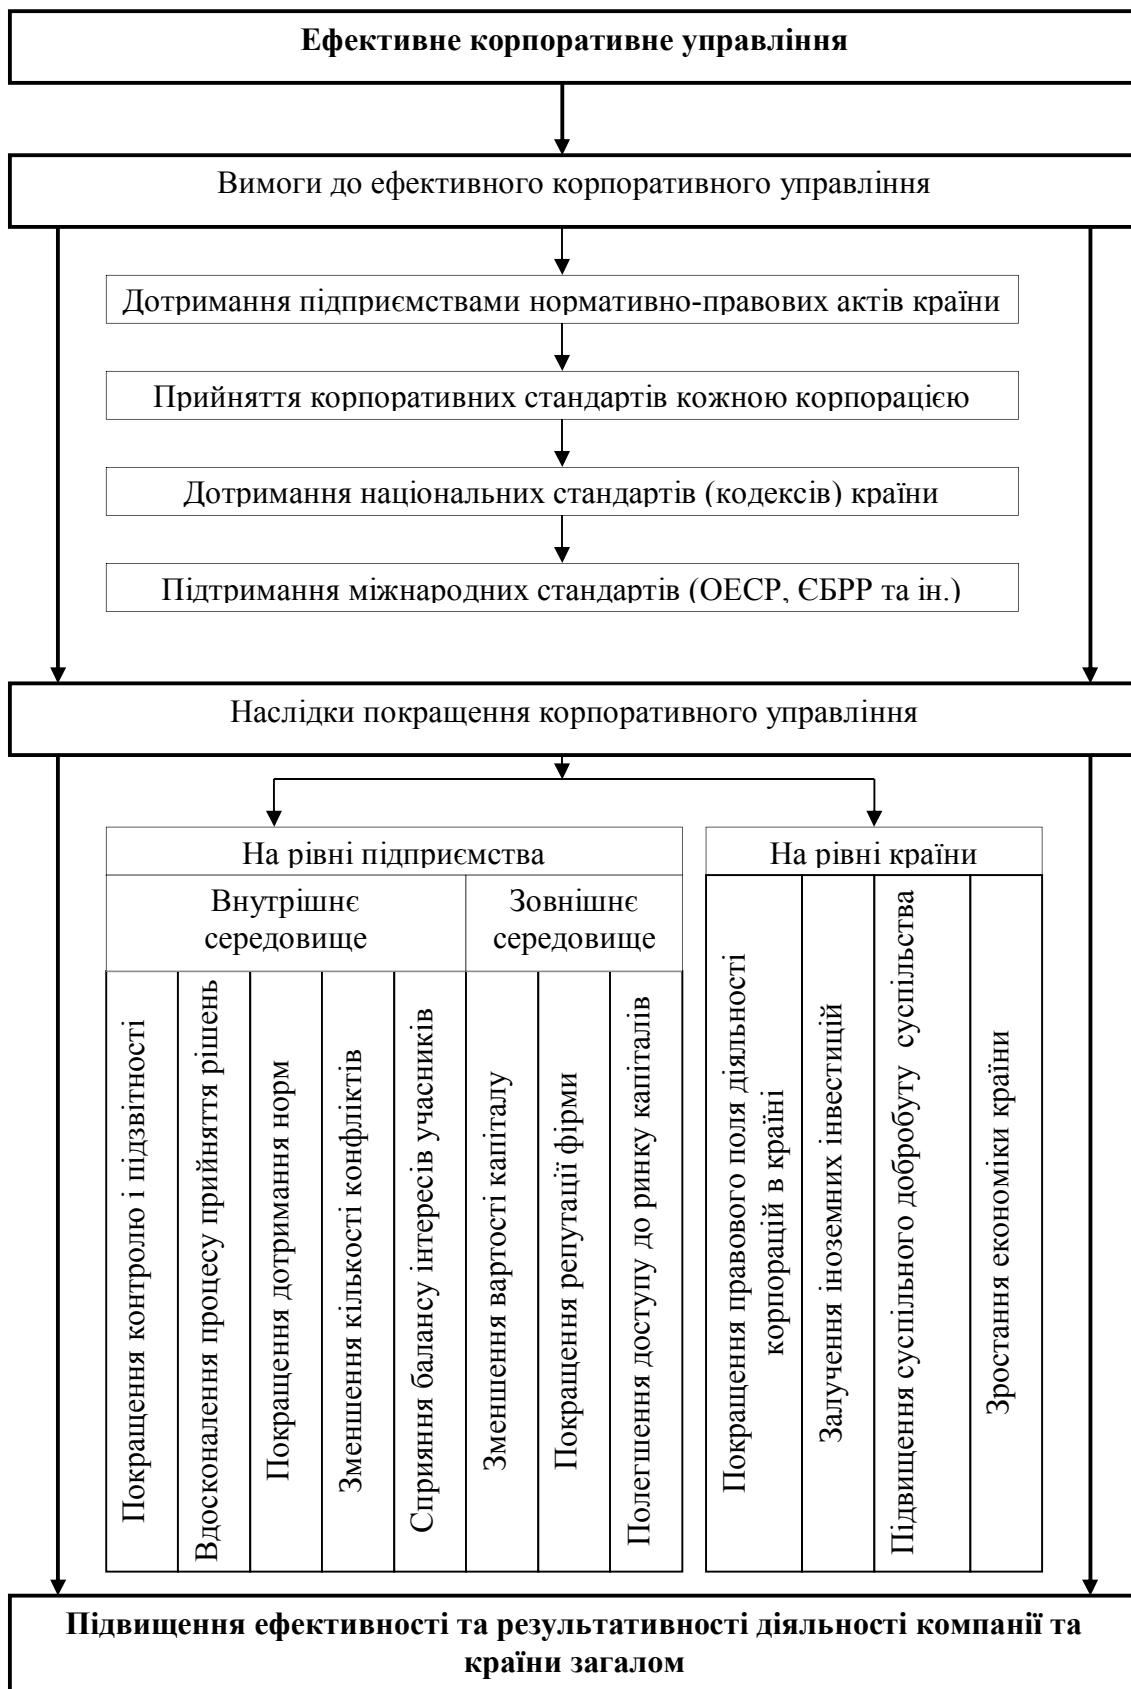 Ефективне корпоративне управління
Вимоги до ефективного корпоративного управління
Дотримання підприємствами нормативно-правових актів країни
Прийняття корпоративних стандартів кожною корпорацією
Дотримання національних стандартів (кодексів) країни
Підтримання міжнародних стандартів (ОЕСР, ЄБРР та ін.)
Наслідки покращення корпоративного управління
На рівні підприємства
На рівні країни
Внутрішнє
середовище
Зовнішнє
середовище
Покращення контролю і підзвітності
Вдосконалення процесу прийняття рішень
Покращення дотримання норм
Зменшення кількості конфліктів
Сприяння балансу інтересів учасників
Зменшення вартості капіталу
Покращення репутації фірми
Полегшення доступу до ринку капіталів
Покращення правового поля діяльності
корпорацій в країні
Залучення іноземних інвестицій
Підвищення суспільного добробуту суспільства
Зростання економіки країни
Підвищення ефективності та результативності діяльності компанії та
країни загалом